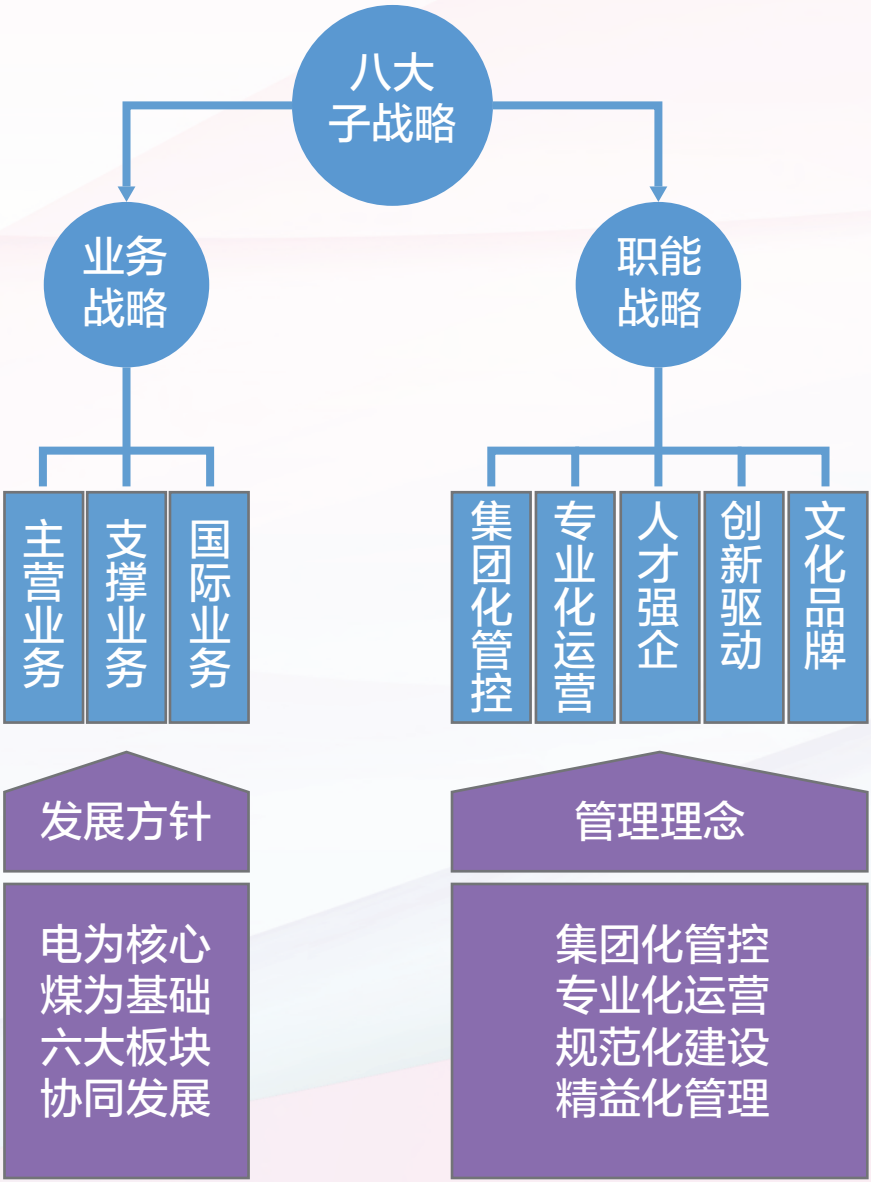 八大
子战略
业务
战略
职能
战略
主营业务
支撑业务
国际业务
集团化管控
专业化运营
人才强企
创新驱动
文化品牌
发展方针
管理理念
电为核心
煤为基础
六大板块
协同发展
集团化管控
专业化运营
规范化建设
精益化管理